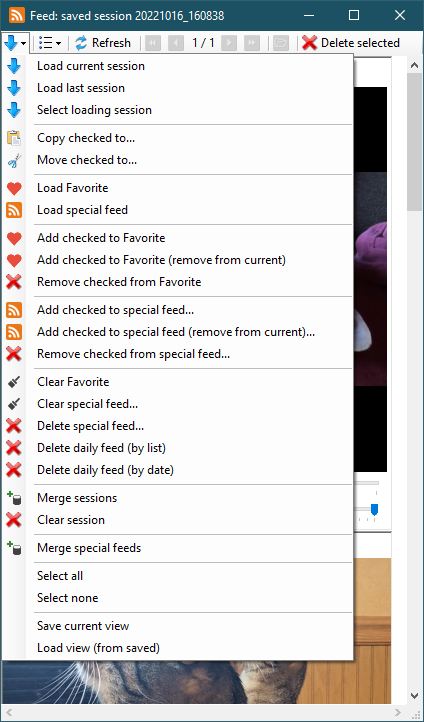 Feed: saved session 20221016_160838
Refresh 1 / 1 Delete selected
Load current session
Load last session
Select loading session
Copy checked to...
Move checked to...
Load Favorite
Load special feed
Add checked to Favorite
Add checked to Favorite (remove from current)
Remove checked from Favorite
Add checked to special feed...
Add checked to special feed (remove from current)...
Remove checked from special feed...
Clear Favorite
Clear special feed...
Delete special feed...
Delete daily feed (by list)
Delete daily feed (by date)
Merge sessions
Clear session
Merge special feeds
Select all
Select none
Save current view
Load view (from saved)